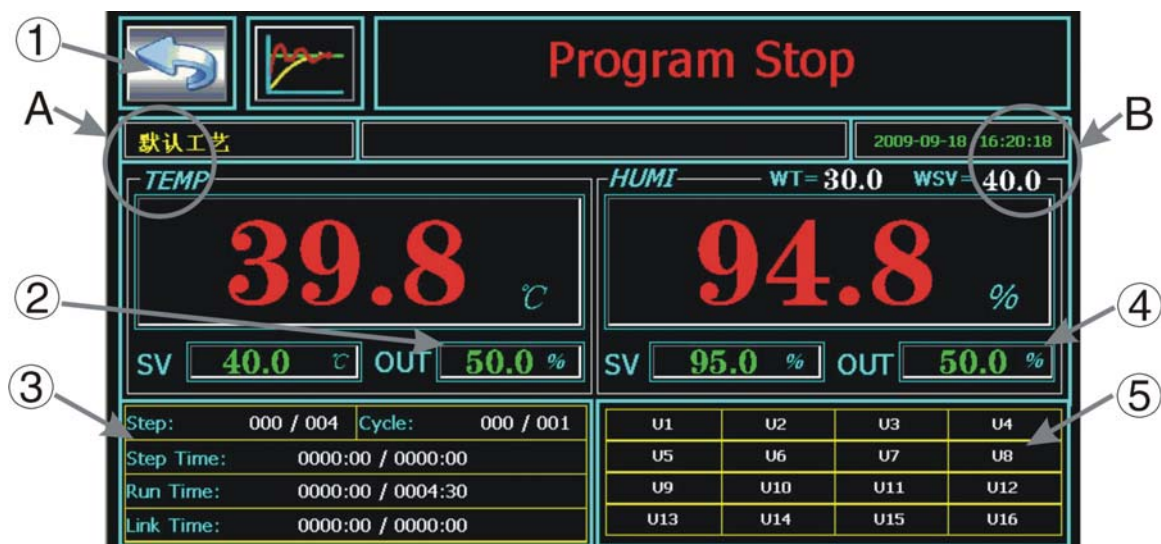 ①
Program Stop
A
B
默认工艺
2009-09-18 16:20:18
TEMP
HUMI WT= 30.0 WSV= 40.0
39.8 ℃
94.8 %
②
④
SV 40.0 ℃ OUT 50.0 %
SV 95.0 % OUT 50.0 %
③
⑤
Step: 000 / 004 Cycle: 000 / 001
Step Time: 0000:00 / 0000:00
Run Time: 0000:00 / 0004:30
Link Time: 0000:00 / 0000:00
U1 U2 U3 U4
U5 U6 U7 U8
U9 U10 U11 U12
U13 U14 U15 U16